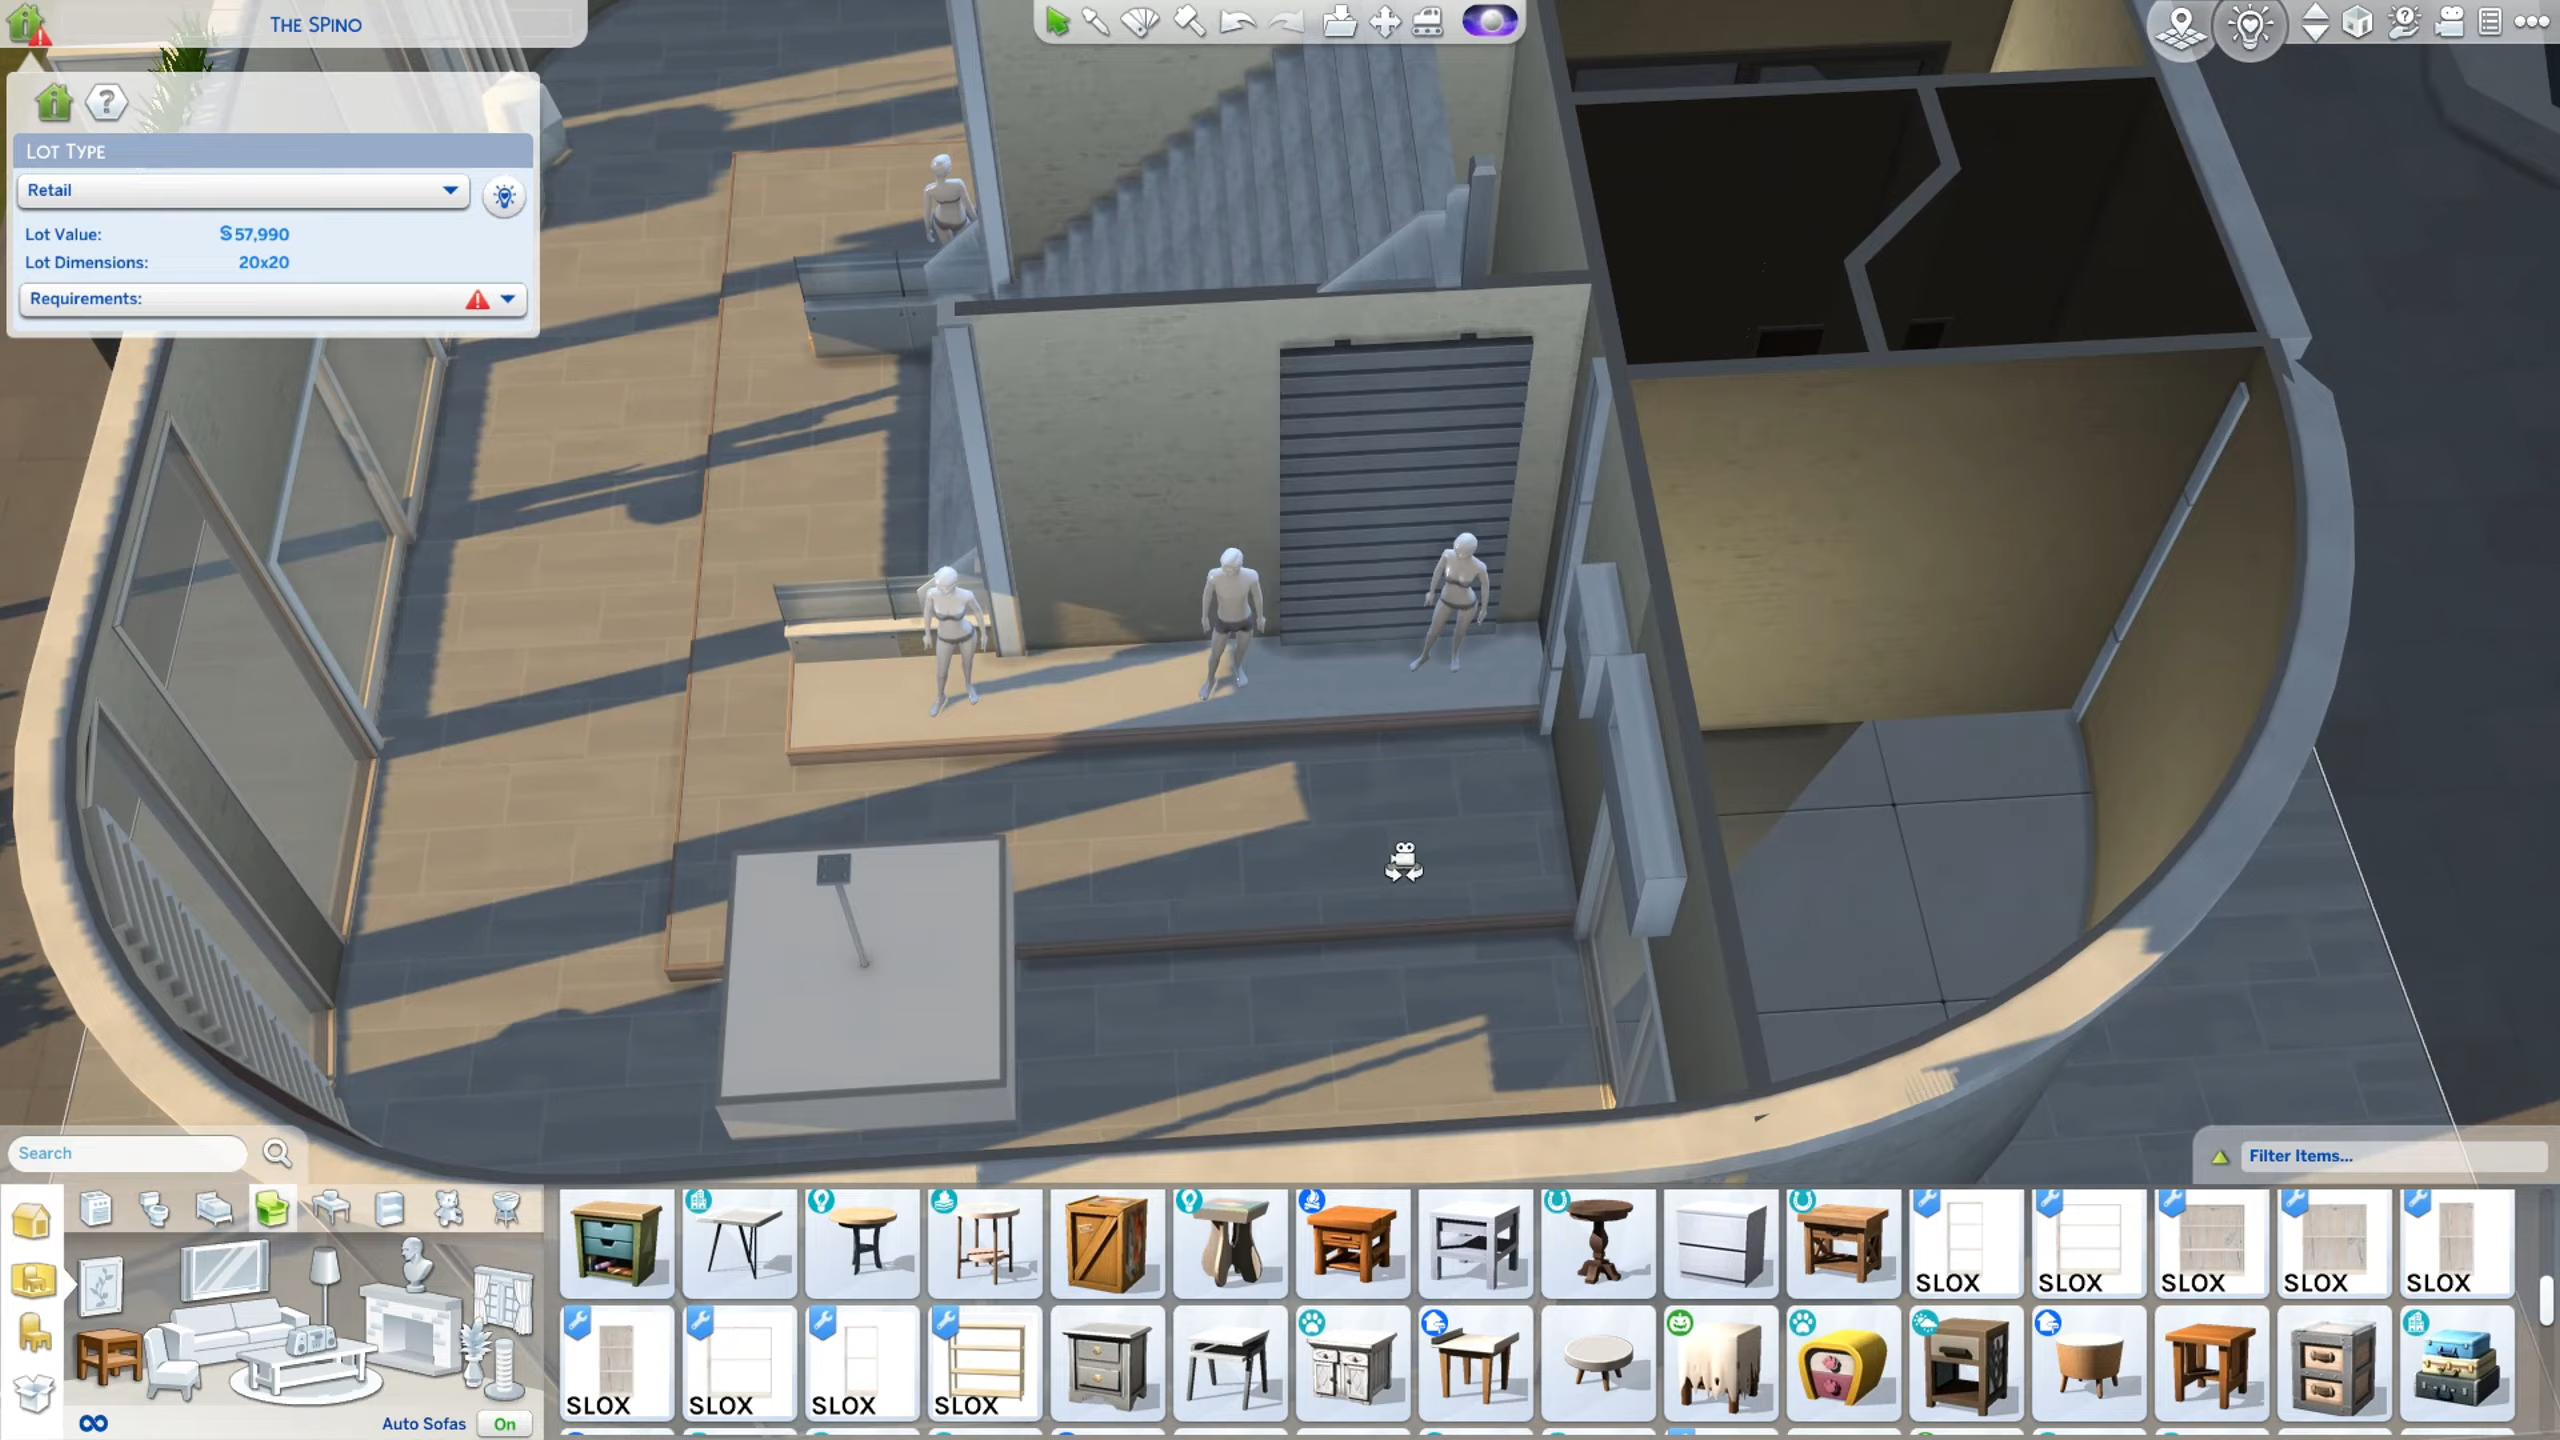 THE SPINO
LOT TYPE
Retail
Lot Value: §57,990
Lot Dimensions: 20x20
Requirements:
Search
Filter Items...
SLOX SLOX SLOX SLOX SLOX
SLOX SLOX SLOX SLOX
Auto Sofas On